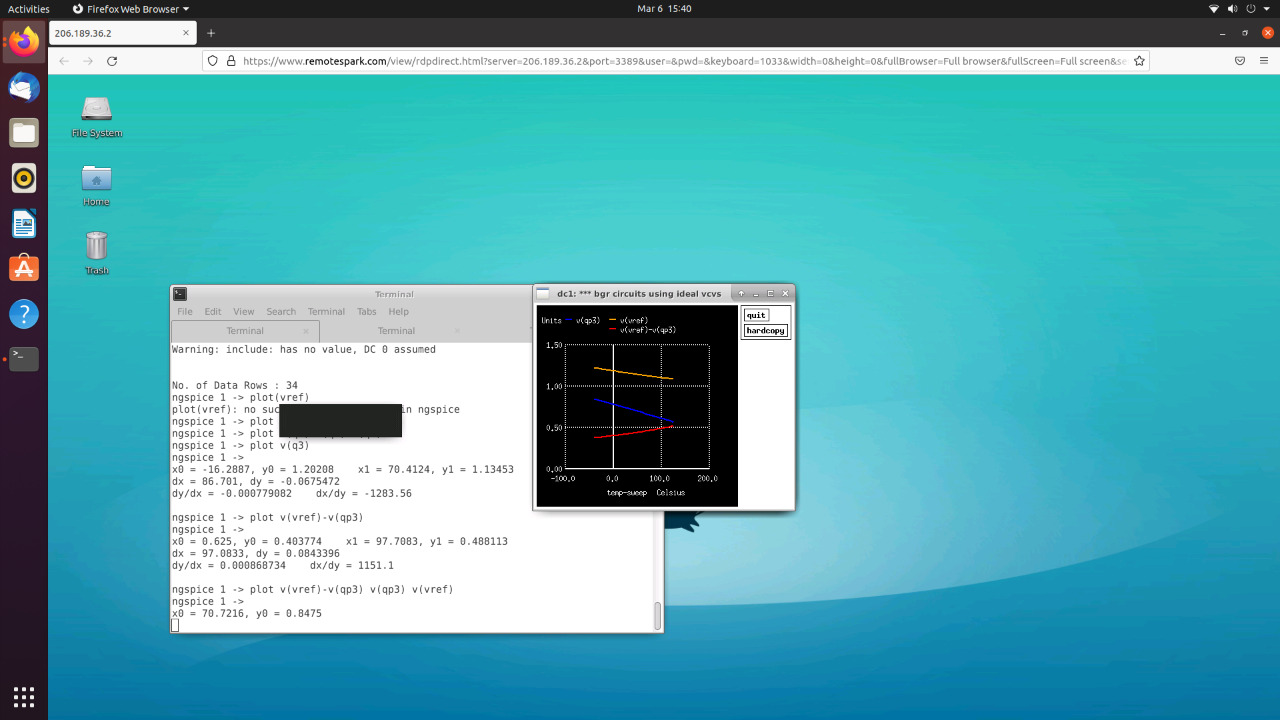 Activities
Firefox Web Browser
Mar 6 15:40
206.189.36.2
https://www.remotespark.com/view/rdpdirect.html?server=206.189.36.2&port=3389&user=&pwd=&keyboard=1033&width=0&height=0&fullBrowser=Full browser&fullScreen=Full screen&se
File System
Home
Trash
Terminal
File Edit View Search Terminal Tabs Help
Terminal
Terminal
Warning: include: has no value, DC 0 assumed
No. of Data Rows : 34
ngspice 1 -> plot(vref)
plot(vref): no suc in ngspice
ngspice 1 -> plot
ngspice 1 -> plot
ngspice 1 -> plot v(q3)
ngspice 1 ->
x0 = -16.2887, y0 = 1.20208 x1 = 70.4124, y1 = 1.13453
dx = 86.701, dy = -0.0675472
dy/dx = -0.000779082 dx/dy = -1283.56
ngspice 1 -> plot v(vref)-v(qp3)
ngspice 1 ->
x0 = 0.625, y0 = 0.403774 x1 = 97.7083, y1 = 0.488113
dx = 97.0833, dy = 0.0843396
dy/dx = 0.000868734 dx/dy = 1151.1
ngspice 1 -> plot v(vref)-v(qp3) v(qp3) v(vref)
ngspice 1 ->
x0 = 70.7216, y0 = 0.8475
dc1: *** bgr circuits using ideal vcvs
Units v(qp3) v(vref)
v(vref)-v(qp3)
1.50
1.00
0.50
0.00
-100.0 0.0 100.0 200.0
temp-sweep Celsius
quit
hardcopy